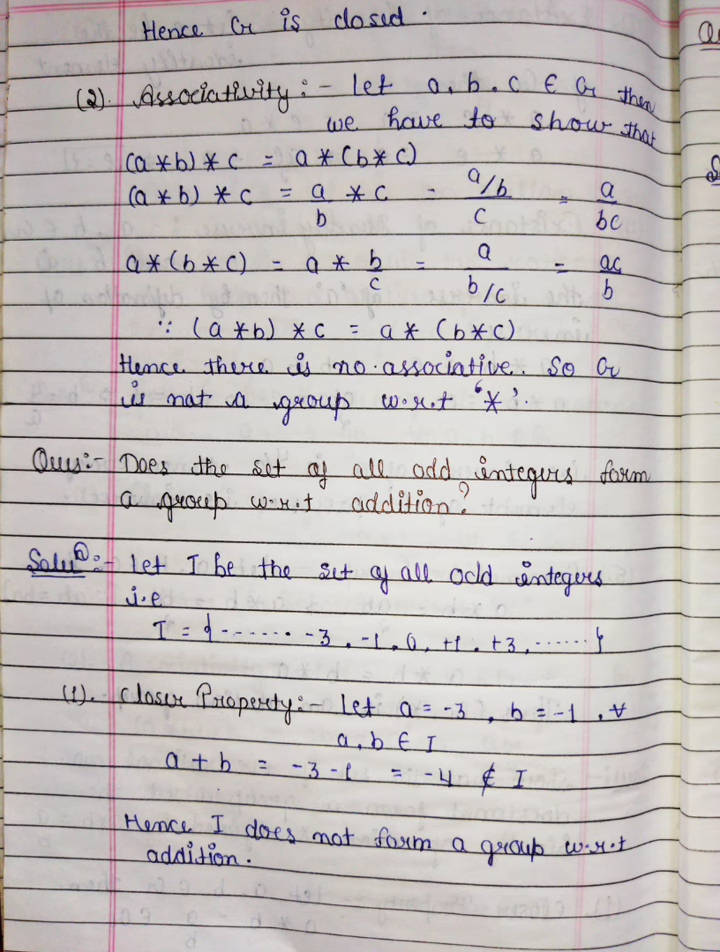 Hence G is closed.
(2). Associativity :- Let a, b, c ∈ G then
we have to show that
(a * b) * c = a * (b * c)
(a * b) * c = a/b * c = (a/b)/c = a/bc
a * (b * c) = a * b/c = a/(b/c) = ac/b
∵ (a * b) * c = a * (b * c)
Hence there is no associative. So G
is not a group w.r.t '*'.
Ques:- Does the set of all odd integers form
a group w.r.t addition?
Soluⁿ:- Let I be the set of all odd integers
i.e
I = { ------- -3, -1, 0, +1, +3, ------ }
(1). Closer Property :- Let a = -3, b = -1, ∀
a, b ∈ I
a + b = -3 - 1 = -4 ∉ I
Hence I does not form a group w.r.t
addition.